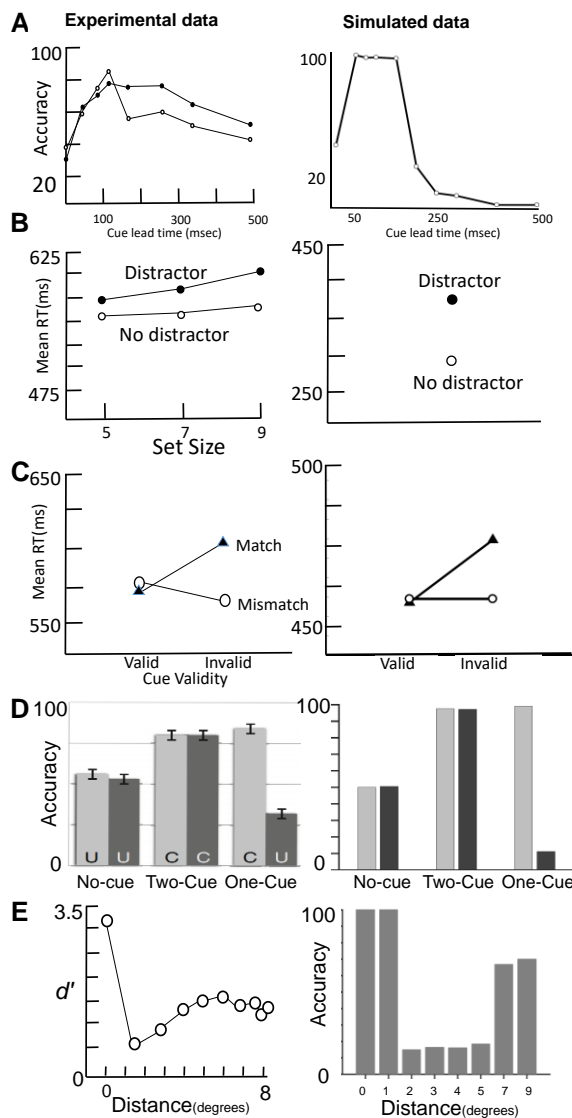 Experimental data
Simulated data
A
100
Accuracy
20
100 300 500
Cue lead time (msec)
100
20
50 250 500
Cue lead time (msec)
B
625
Mean RT(ms)
475
Distractor
No distractor
5 7 9
Set Size
450
250
Distractor
No distractor
C
650
Mean RT(ms)
550
Match
Mismatch
Valid Invalid
Cue Validity
500
450
Valid Invalid
D
100
Accuracy
0
U U C C C U
No-cue Two-Cue One-Cue
100
0
No-cue Two-Cue One-Cue
E
3.5
d'
0 8
Distance(degrees)
100
Accuracy
0
0 1 2 3 4 5 7 9
Distance(degrees)